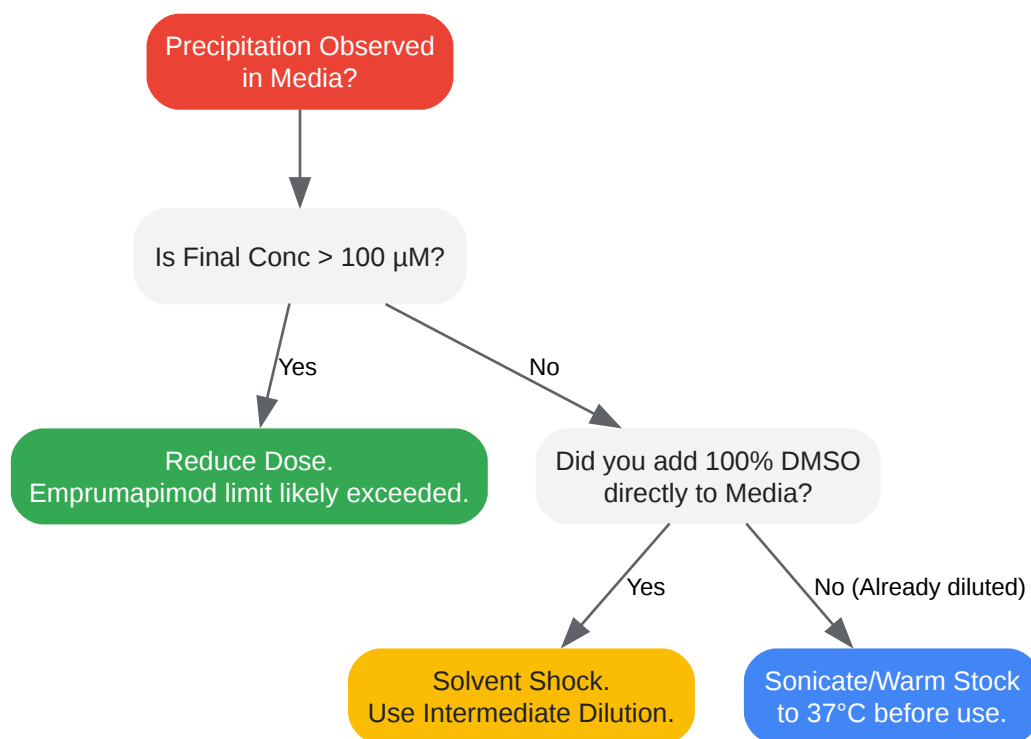 Precipitation Observed
in Media?
Is Final Conc > 100 µM?
Yes
No
Reduce Dose.
Emprumapimod limit likely exceeded.
Did you add 100% DMSO
directly to Media?
Yes
No (Already diluted)
Solvent Shock.
Use Intermediate Dilution.
Sonicate/Warm Stock
to 37°C before use.